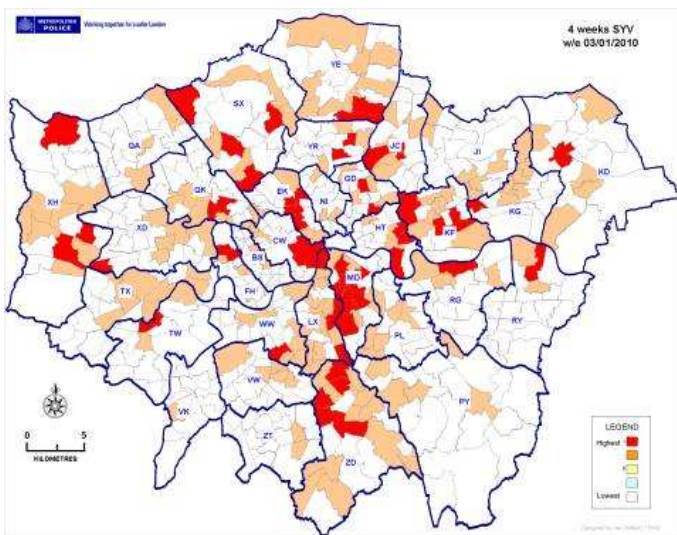 METROPOLITAN
POLICE
Working together for a safer London
4 weeks SYV
w/e 03/01/2010
YE
SX
QA
YR
JC
JI
KD
XH
QK
EK
NI
GD
KG
XD
CW
HT
KF
BS
MD
TX
FH
LX
RG
RY
TW
WW
PL
VW
VK
PY
ZT
ZD
0 5
KILOMETRES
LEGEND
Highest
Lowest